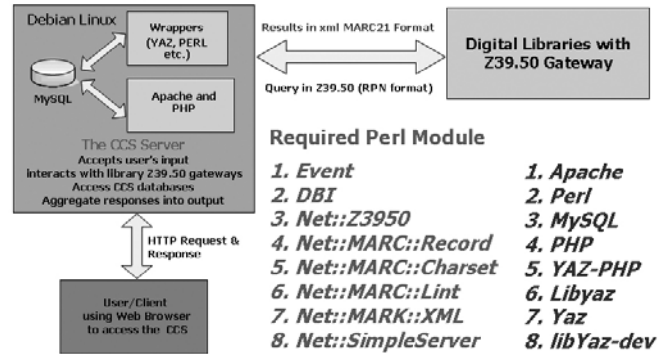 Debian Linux
Wrappers
(YAZ, PERL
etc.)
MySQL
Apache and
PHP
The CCS Server
Accepts user's input
interacts with library Z39.50 gateways
Access CCS databases
Aggregate responses into output
Results in xml MARC21 Format
Query in Z39.50 (RPN format)
Digital Libraries with
Z39.50 Gateway
HTTP Request &
Response
User/Client
using Web Browser
to access the CCS
Required Perl Module
1. Event
2. DBI
3. Net::Z3950
4. Net::MARC::Record
5. Net::MARC::Charset
6. Net::MARC::Lint
7. Net::MARK::XML
8. Net::SimpleServer
1. Apache
2. Perl
3. MySQL
4. PHP
5. YAZ-PHP
6. Libyaz
7. Yaz
8. libYaz-dev